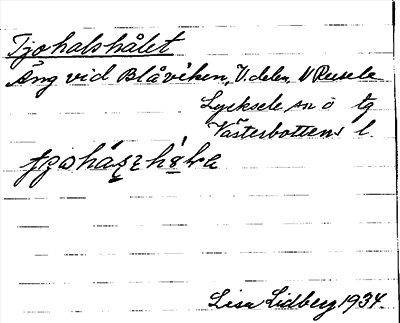 Tjohalshålet
Äng vid Blåviken, V. delen, V Rusele
Lycksele sn o tg
Västerbottens l.
Lisa Lidberg 1934.